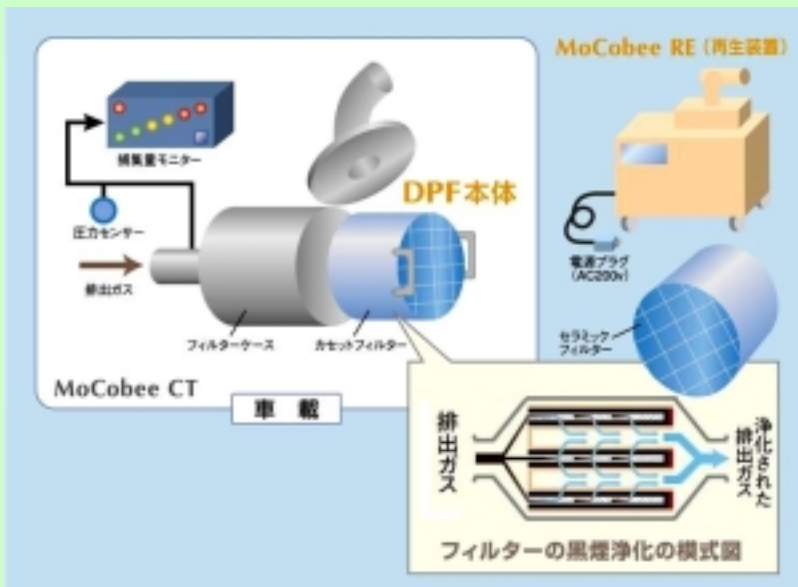 MoCobee RE（再生装置）
捕集量モニター
DPF本体
圧力センサー
排出ガス
電源プラグ
(AC200v)
フィルターケース
カセットフィルター
セラミック
フィルター
MoCobee CT
車 載
排出ガス
浄化された
排出ガス
フィルターの黒煙浄化の模式図